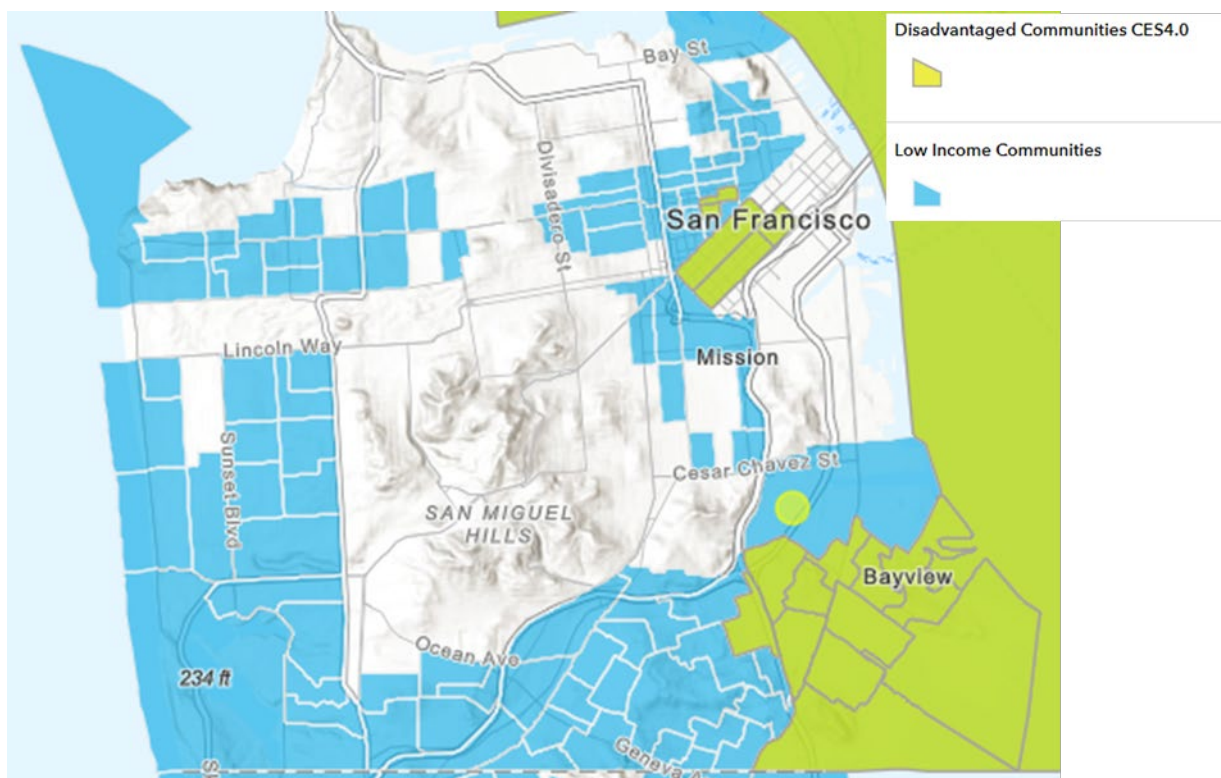 Disadvantaged Communities CES4.0
Low Income Communities
Bay St
Divisadero St
San Francisco
Lincoln Way
Mission
Sunset Blvd
Cesar Chavez St
SAN MIGUEL
HILLS
Bayview
Ocean Ave
234 ft
Geneva A